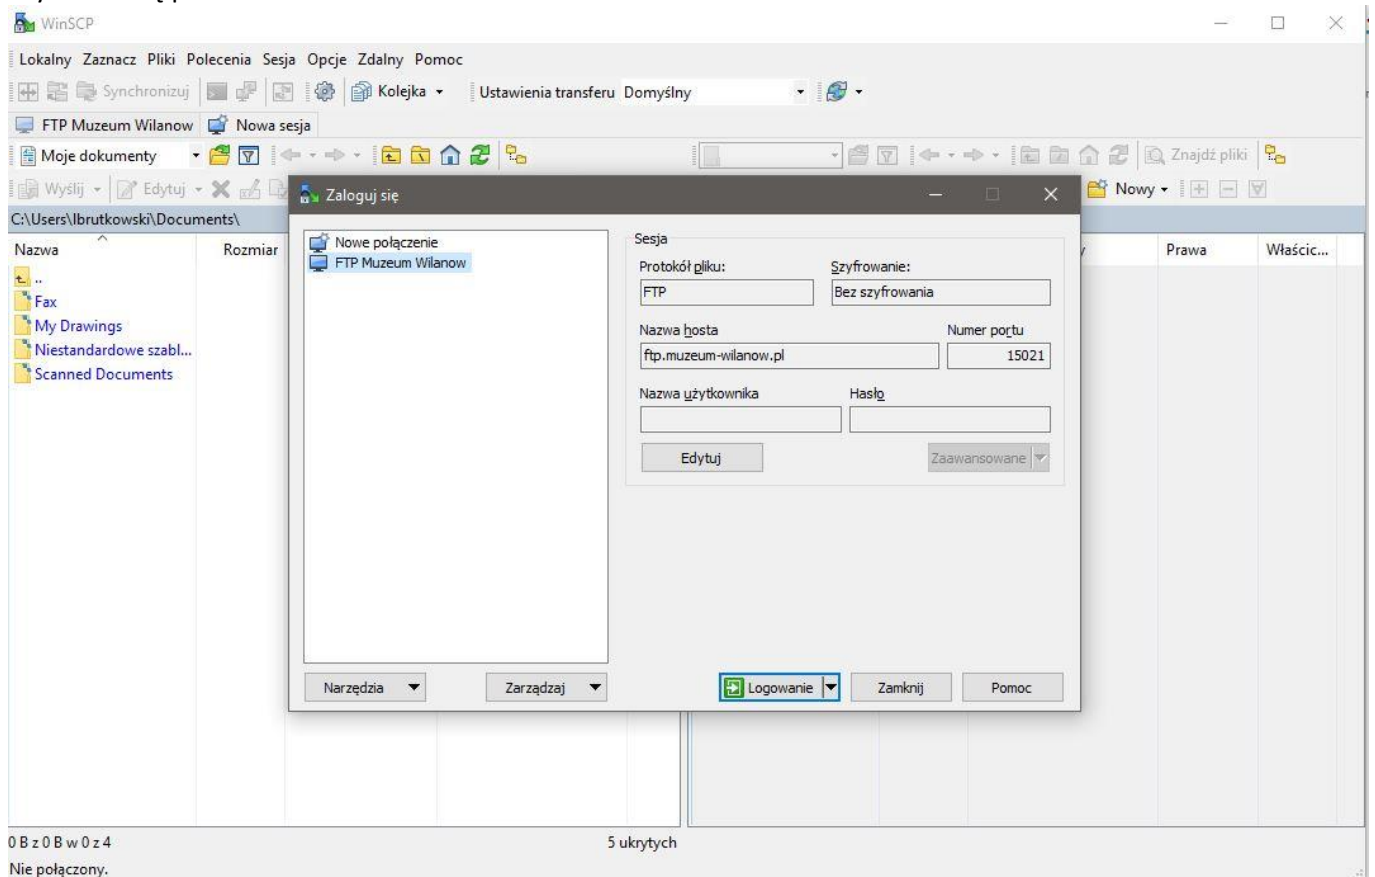 WinSCP
Lokalny Zaznacz Pliki Polecenia Sesja Opcje Zdalny Pomoc
Synchronizuj Kolejka Ustawienia transferu Domyślny
FTP Muzeum Wilanow Nowa sesja
Moje dokumenty Znajdź pliki
Wyślij Edytuj Nowy
C:\Users\lbrutkowski\Documents\
Nazwa Rozmiar Prawa Właścic...
..
Fax
My Drawings
Niestandardowe szabl...
Scanned Documents
Zaloguj się
Nowe połączenie
FTP Muzeum Wilanow
Sesja
Protokół pliku: Szyfrowanie:
FTP Bez szyfrowania
Nazwa hosta Numer portu
ftp.muzeum-wilanow.pl 15021
Nazwa użytkownika Hasło
Edytuj Zaawansowane
Narzędzia Zarządzaj Logowanie Zamknij Pomoc
0 B z 0 B w 0 z 4 5 ukrytych
Nie połączony.